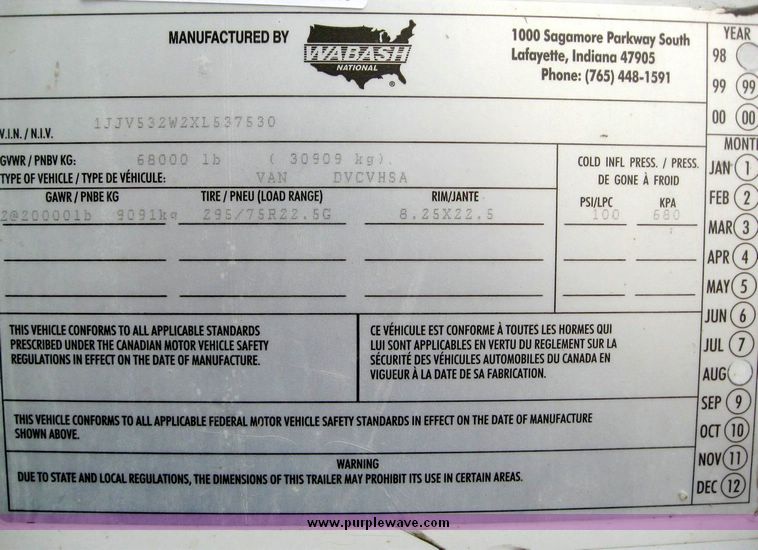 MANUFACTURED BY
WABASH
NATIONAL
®
1000 Sagamore Parkway South
Lafayette, Indiana 47905
Phone: (765) 448-1591
V.I.N. / N.I.V. 1JJV532W2XL537530
GVWR / PNBV KG: 68000 lb ( 30909 kg).
TYPE OF VEHICLE / TYPE DE VÉHICULE: VAN DVCVHSA
COLD INFL PRESS. / PRESS.
DE GONE À FROID
GAWR / PNBE KG TIRE / PNEU (LOAD RANGE) RIM/JANTE PSI/LPC KPA
2@20000lb 9091kg 295/75R22.5G 8.25X22.5 100 680
THIS VEHICLE CONFORMS TO ALL APPLICABLE STANDARDS
PRESCRIBED UNDER THE CANADIAN MOTOR VEHICLE SAFETY
REGULATIONS IN EFFECT ON THE DATE OF MANUFACTURE.
CE VÉHICULE EST CONFORME À TOUTES LES HORMES QUI
LUI SONT APPLICABLES EN VERTU DU REGLEMENT SUR LA
SÉCURITÉ DES VÉHICULES AUTOMOBILES DU CANADA EN
VIGUEUR À LA DATE DE SA FABRICATION.
THIS VEHICLE CONFORMS TO ALL APPLICABLE FEDERAL MOTOR VEHICLE SAFETY STANDARDS IN EFFECT ON THE DATE OF MANUFACTURE
SHOWN ABOVE.
WARNING
DUE TO STATE AND LOCAL REGULATIONS, THE DIMENSIONS OF THIS TRAILER MAY PROHIBIT ITS USE IN CERTAIN AREAS.
YEAR
98
99 99
00 00
MONTH
JAN 1
FEB 2
MAR 3
APR 4
MAY 5
JUN 6
JUL 7
AUG
SEP 9
OCT 10
NOV 11
DEC 12
www.purplewave.com